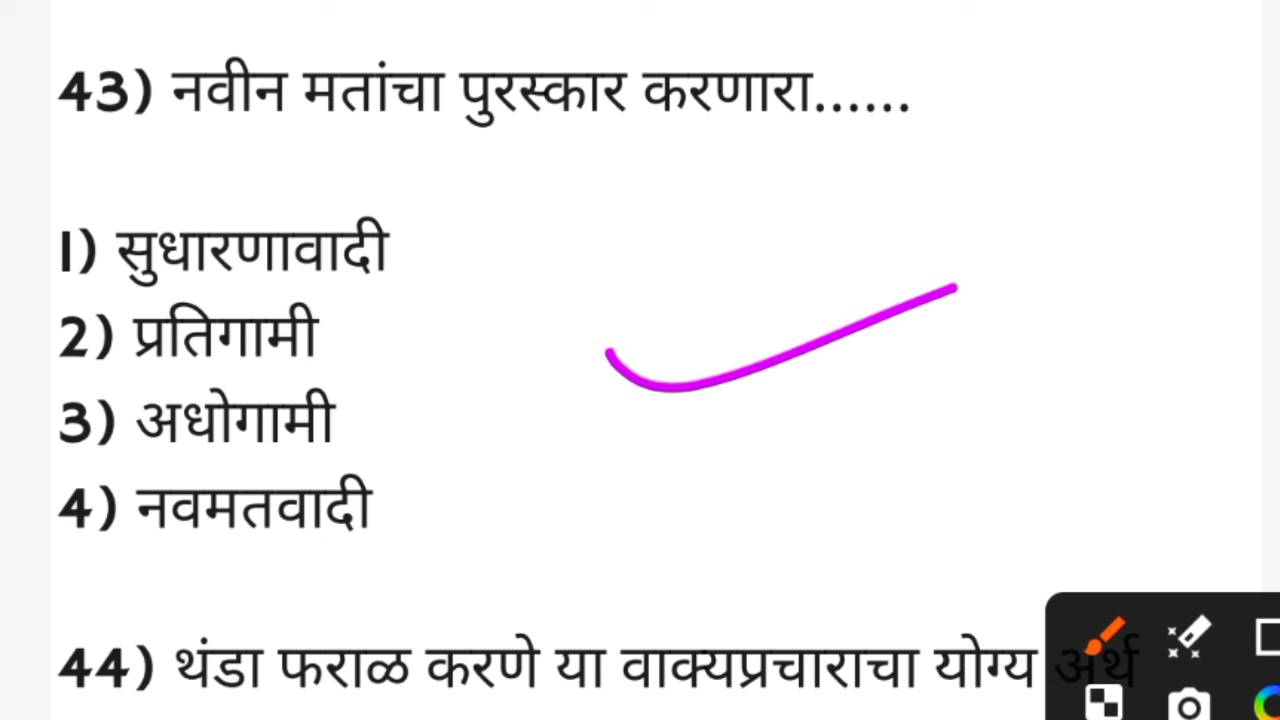 43) नवीन मतांचा पुरस्कार करणारा......
1) सुधारणावादी
2) प्रतिगामी
3) अधोगामी
4) नवमतवादी
44) थंडा फराळ करणे या वाक्यप्रचाराचा योग्य अर्थ